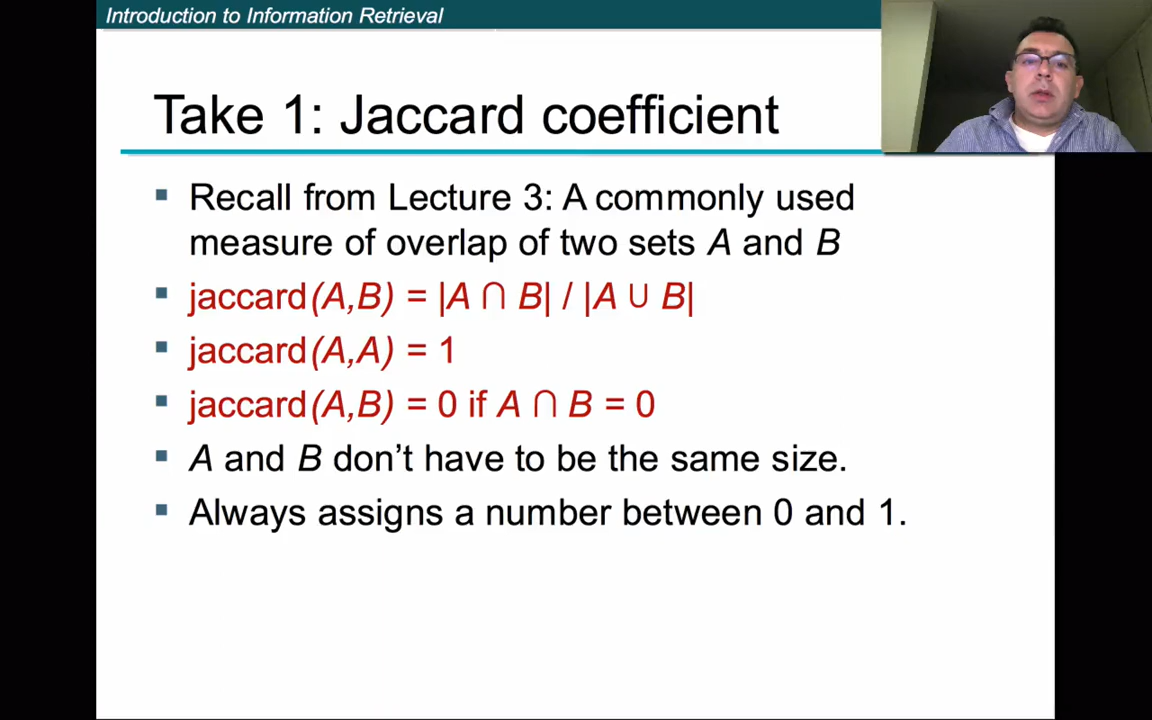 Introduction to Information Retrieval
Take 1: Jaccard coefficient
▪ Recall from Lecture 3: A commonly used
measure of overlap of two sets A and B
▪ jaccard(A,B) = |A ∩ B| / |A ∪ B|
▪ jaccard(A,A) = 1
▪ jaccard(A,B) = 0 if A ∩ B = 0
▪ A and B don’t have to be the same size.
▪ Always assigns a number between 0 and 1.